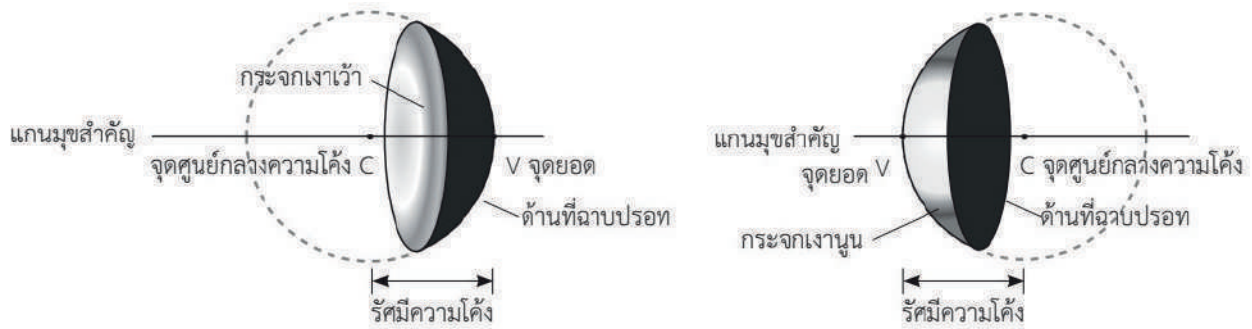 กระจกเงาเว้า
แกนมุขสำคัญ
จุดศูนย์กลางความโค้ง C
V จุดยอด
ด้านที่ฉาบปรอท
รัศมีความโค้ง
แกนมุขสำคัญ
จุดยอด V
C จุดศูนย์กลางความโค้ง
ด้านที่ฉาบปรอท
กระจกเงานูน
รัศมีความโค้ง